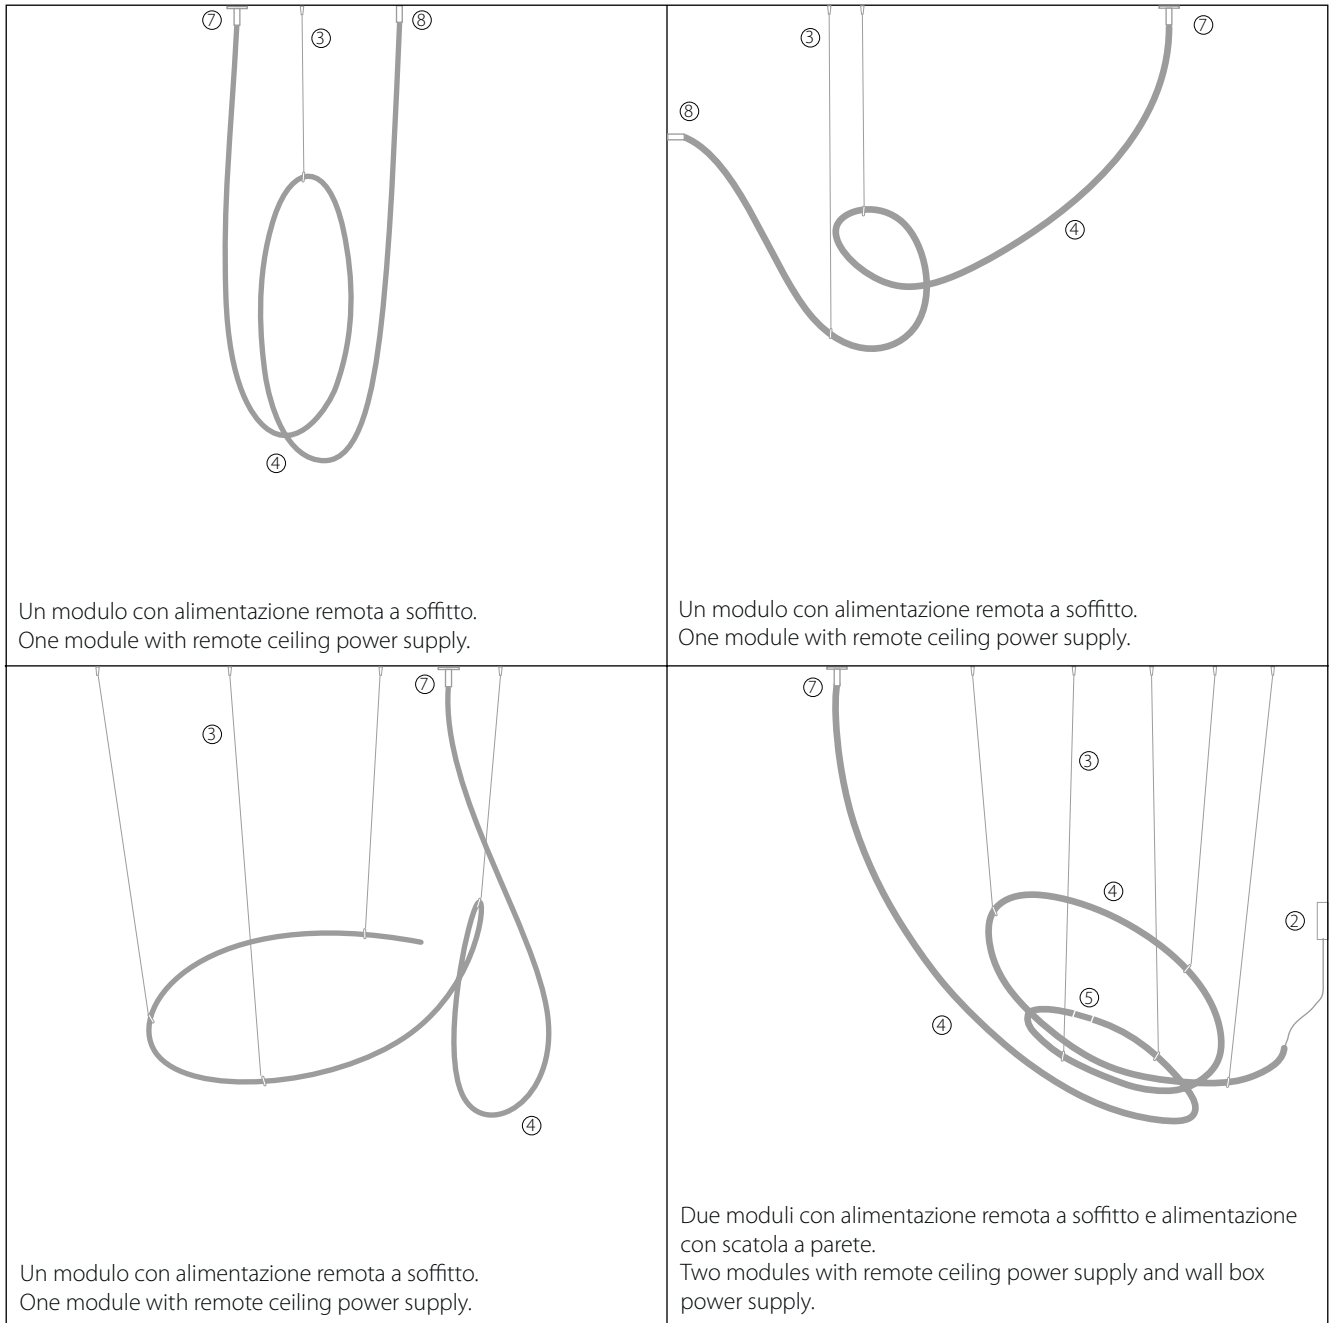 ⑦
③
⑧
④
Un modulo con alimentazione remota a soffitto.
One module with remote ceiling power supply.
③
⑦
⑧
④
Un modulo con alimentazione remota a soffitto.
One module with remote ceiling power supply.
⑦
③
④
Un modulo con alimentazione remota a soffitto.
One module with remote ceiling power supply.
⑦
③
④
②
⑤
④
Due moduli con alimentazione remota a soffitto e alimentazione
con scatola a parete.
Two modules with remote ceiling power supply and wall box
power supply.